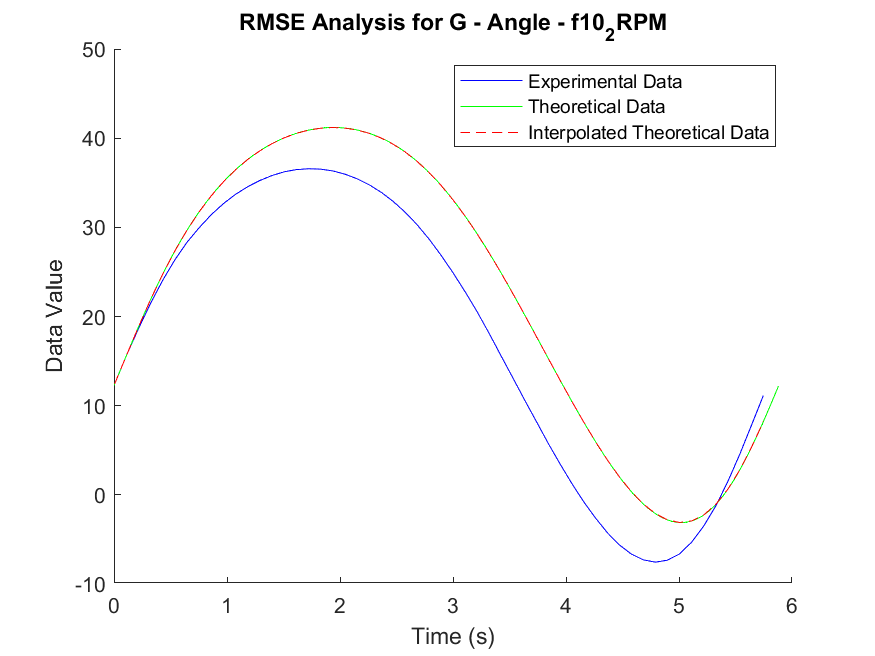 RMSE Analysis for G - Angle - f10₂RPM
50
40
30
20
10
0
-10
Data Value
Experimental Data
Theoretical Data
Interpolated Theoretical Data
0 1 2 3 4 5 6
Time (s)